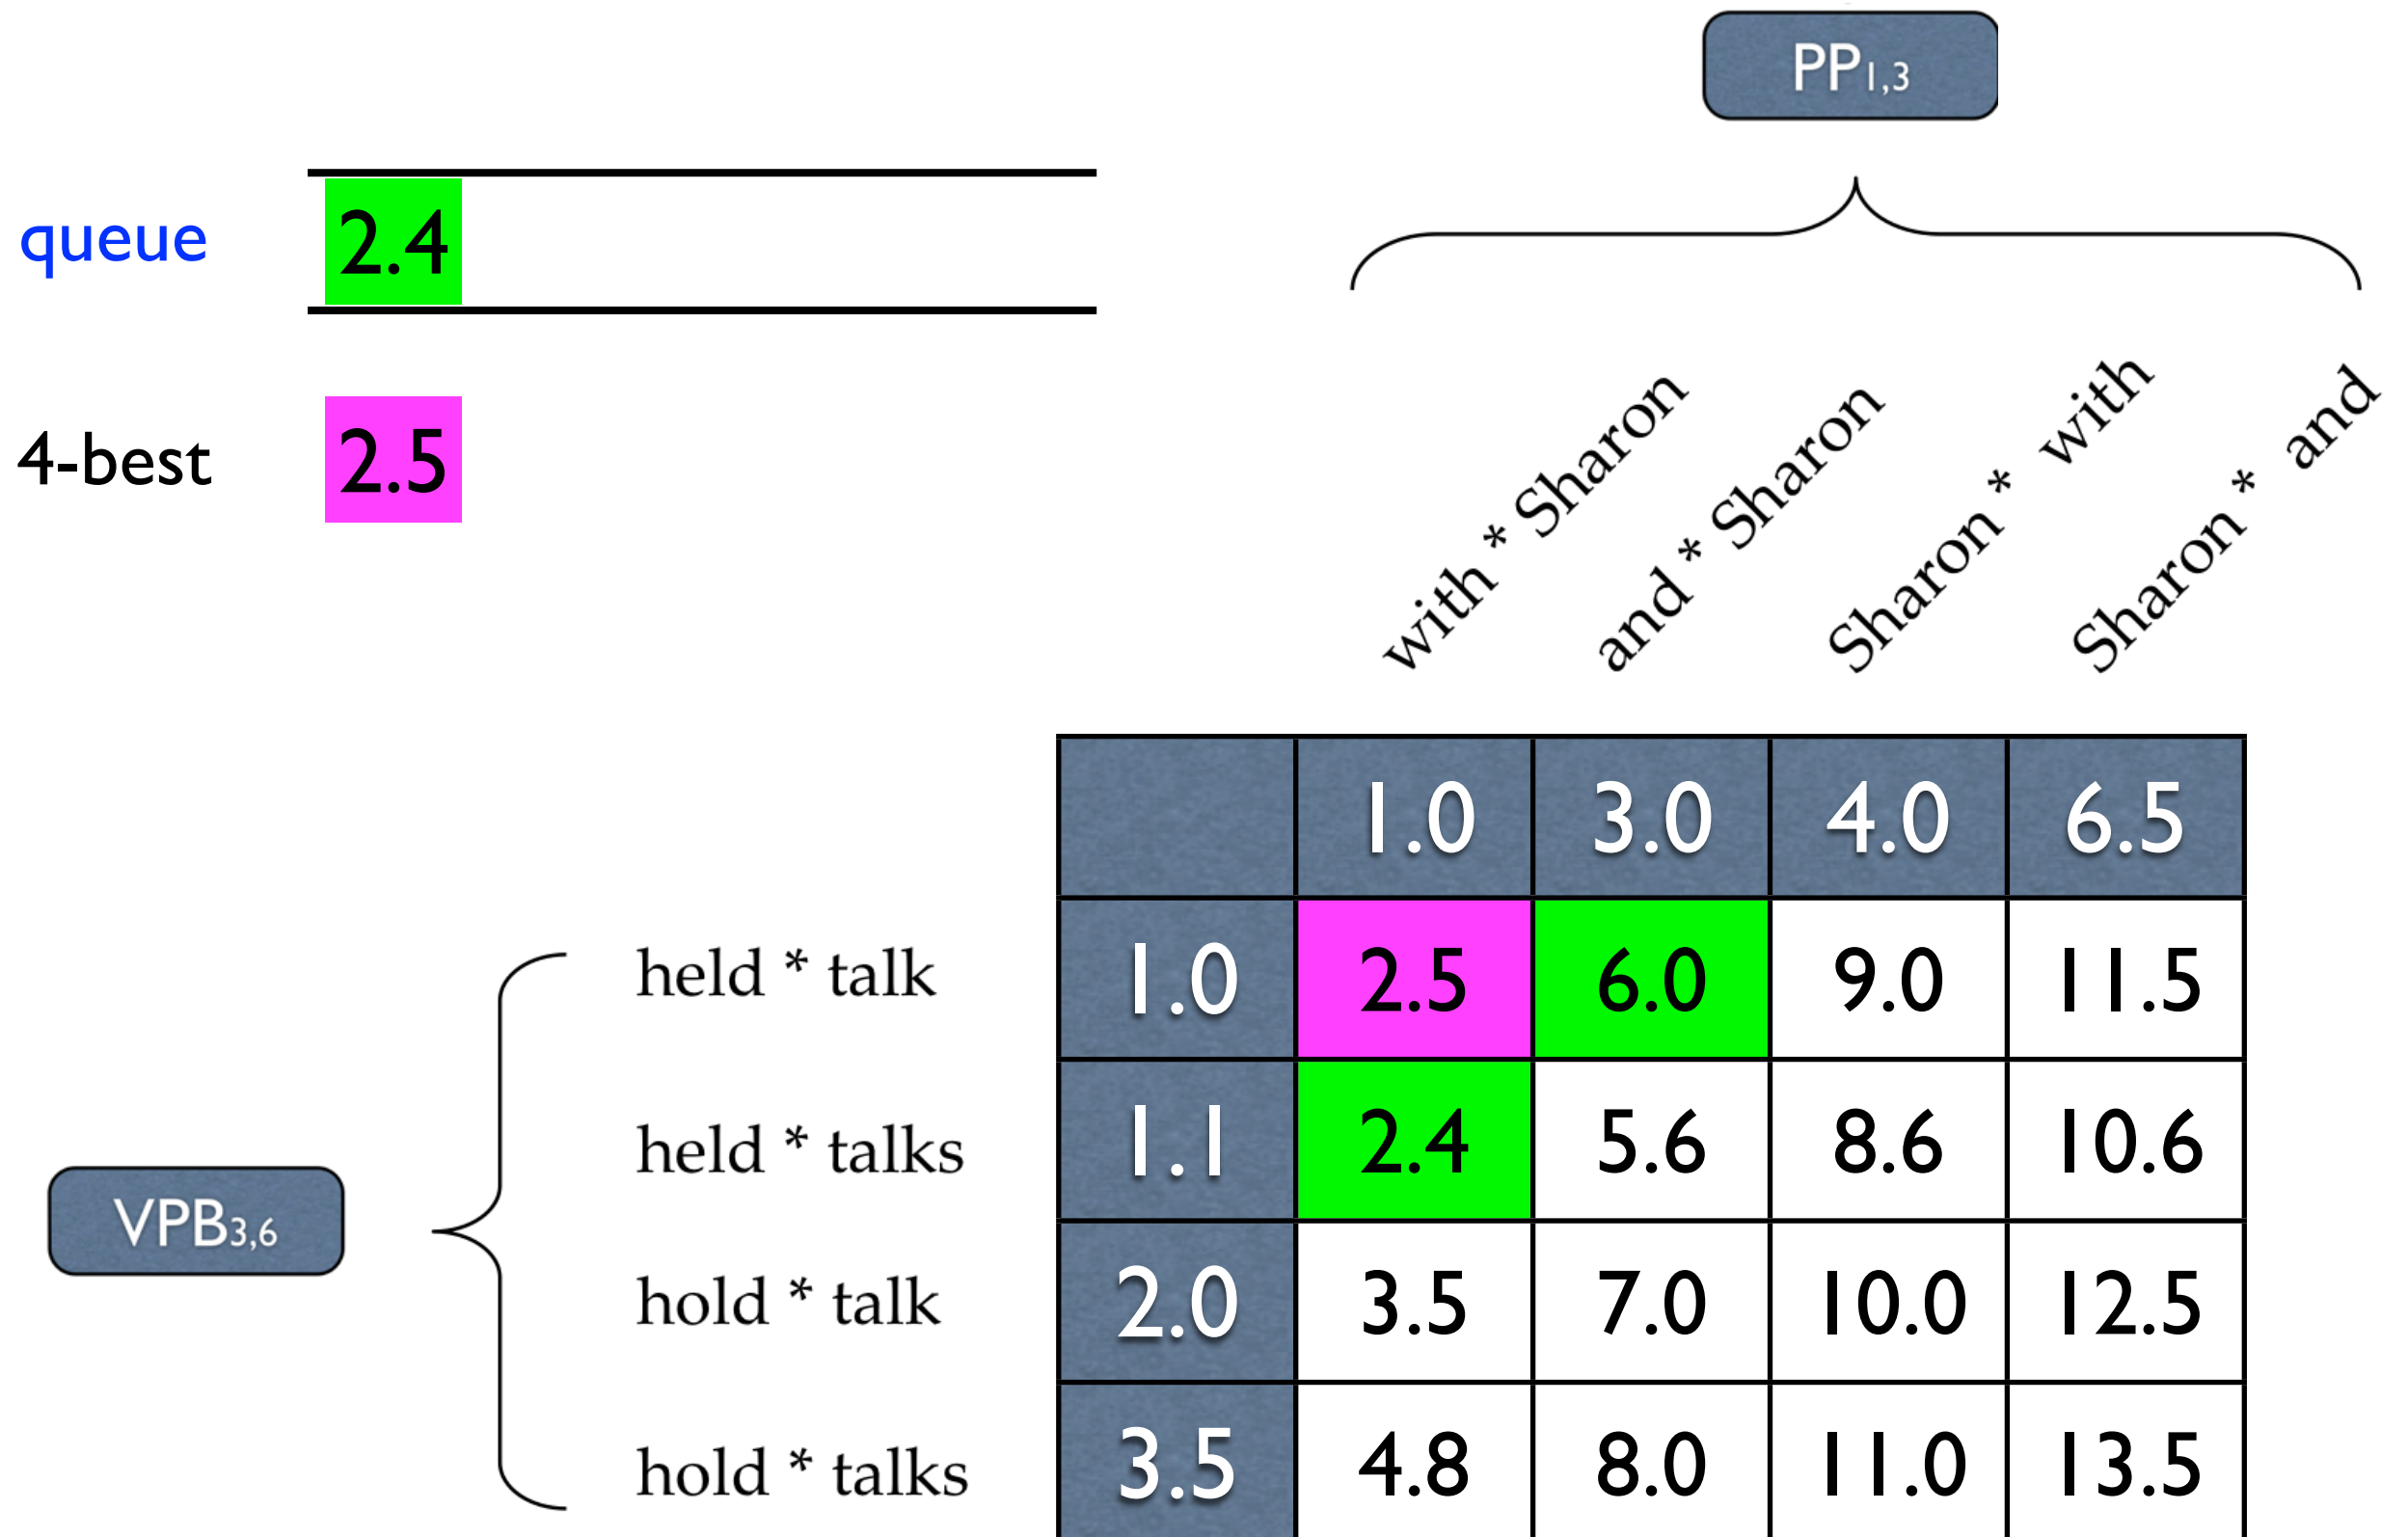 PP1,3
queue 2.4
4-best 2.5
with * Sharon
and * Sharon
Sharon * with
Sharon * and
1.0 3.0 4.0 6.5
held * talk 1.0 2.5 6.0 9.0 11.5
held * talks 1.1 2.4 5.6 8.6 10.6
VPB3,6
hold * talk 2.0 3.5 7.0 10.0 12.5
hold * talks 3.5 4.8 8.0 11.0 13.5